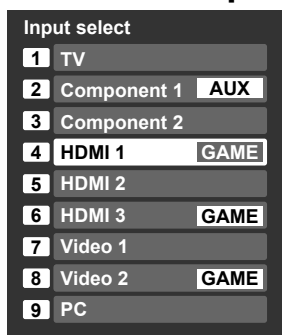 Input select
1 TV
2 Component 1 AUX
3 Component 2
4 HDMI 1 GAME
5 HDMI 2
6 HDMI 3 GAME
7 Video 1
8 Video 2 GAME
9 PC